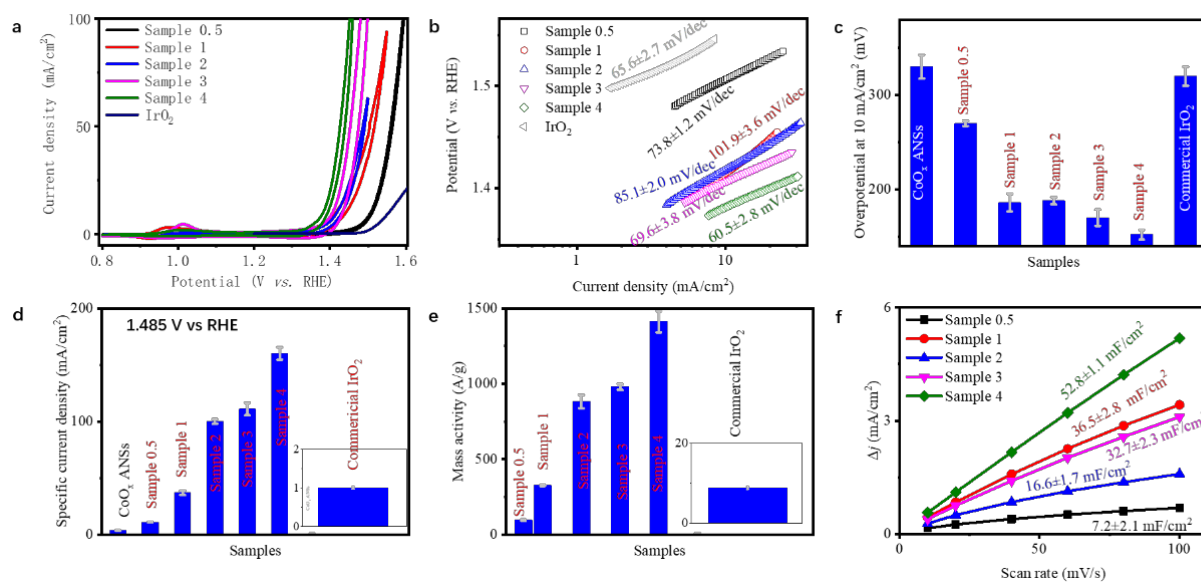 a
Current density (mA/cm²)
100
50
0
Sample 0.5
Sample 1
Sample 2
Sample 3
Sample 4
IrO₂
0.8
1.0
1.2
1.4
1.6
Potential (V vs. RHE)
b
Potential (V vs. RHE)
1.5
1.4
Sample 0.5
Sample 1
Sample 2
Sample 3
Sample 4
IrO₂
65.6±2.7 mV/dec
73.8±1.2 mV/dec
101.9±3.6 mV/dec
85.1±2.0 mV/dec
69.6±3.8 mV/dec
60.5±2.8 mV/dec
1
10
Current density (mA/cm²)
c
Overpotential at 10 mA/cm² (mV)
300
200
CoOₓ ANSs
Sample 0.5
Sample 1
Sample 2
Sample 3
Sample 4
Commercial IrO₂
Samples
d
1.485 V vs RHE
Specific current density (mA/cm²)
200
100
0
CoOₓ ANSs
Sample 0.5
Sample 1
Sample 2
Sample 3
Sample 4
Commericial IrO₂
2
1
0
Samples
e
Mass activity (A/g)
1500
1000
500
250
0
Sample 0.5
Sample 1
Sample 2
Sample 3
Sample 4
Commercial IrO₂
20
0
Samples
f
Δj (mA/cm²)
6
3
0
Sample 0.5
Sample 1
Sample 2
Sample 3
Sample 4
52.8±1.1 mF/cm²
36.5±2.8 mF/cm²
32.7±2.3 mF/cm²
16.6±1.7 mF/cm²
7.2±2.1 mF/cm²
0
50
100
Scan rate (mV/s)